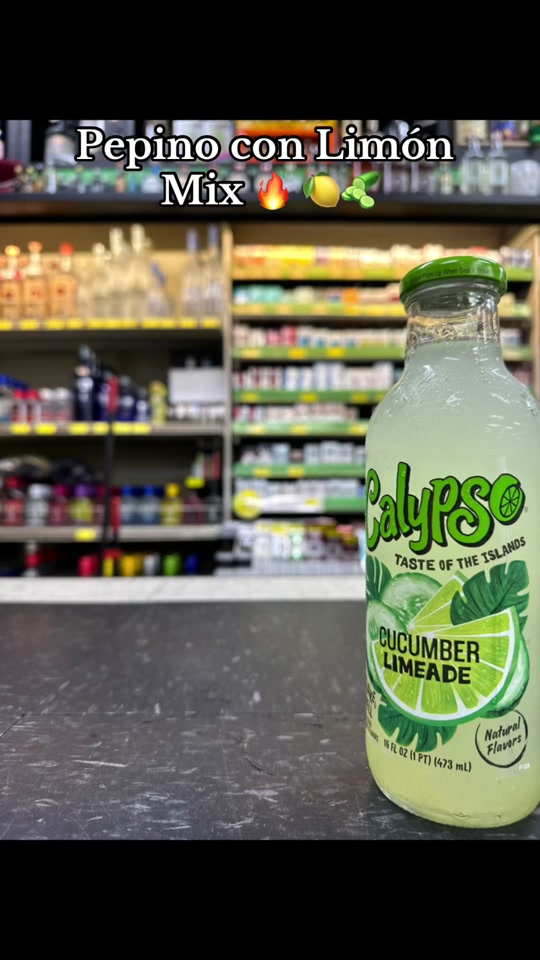 Pepino con Limón
Mix 🔥 🍋🥒
Calypso
TASTE OF THE ISLANDS
CUCUMBER
LIMEADE
Natural
Flavors
16 FL OZ (1 PT) (473 mL)